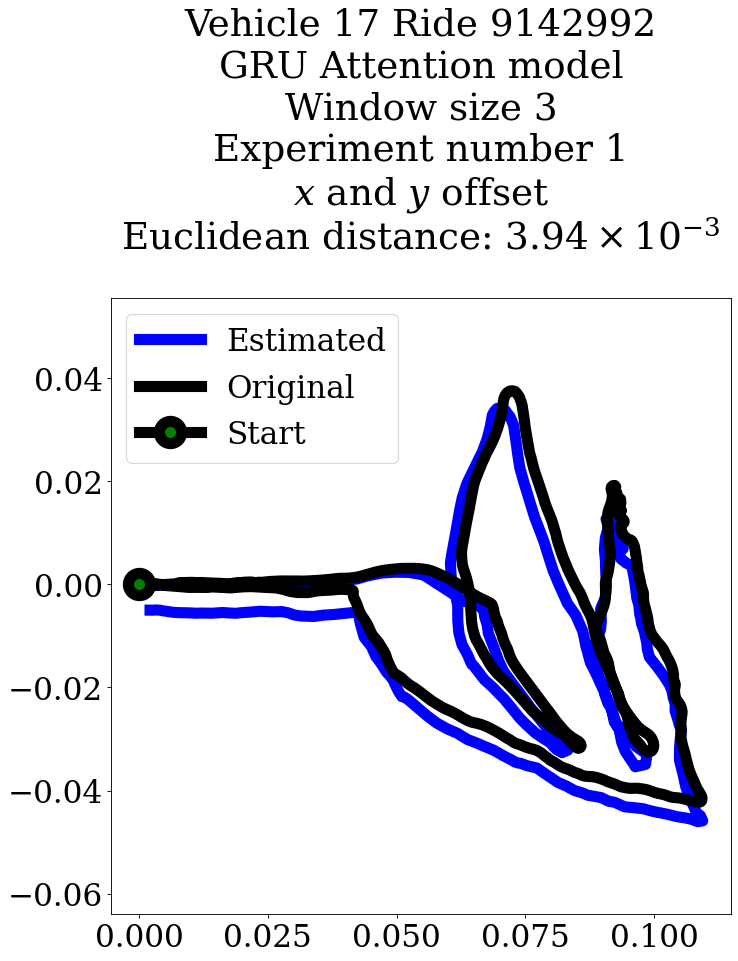 Vehicle 17 Ride 9142992
GRU Attention model
Window size 3
Experiment number 1
x and y offset
Euclidean distance: 3.94 × 10⁻³
Estimated
Original
Start
0.04
0.02
0.00
−0.02
−0.04
−0.06
0.000 0.025 0.050 0.075 0.100